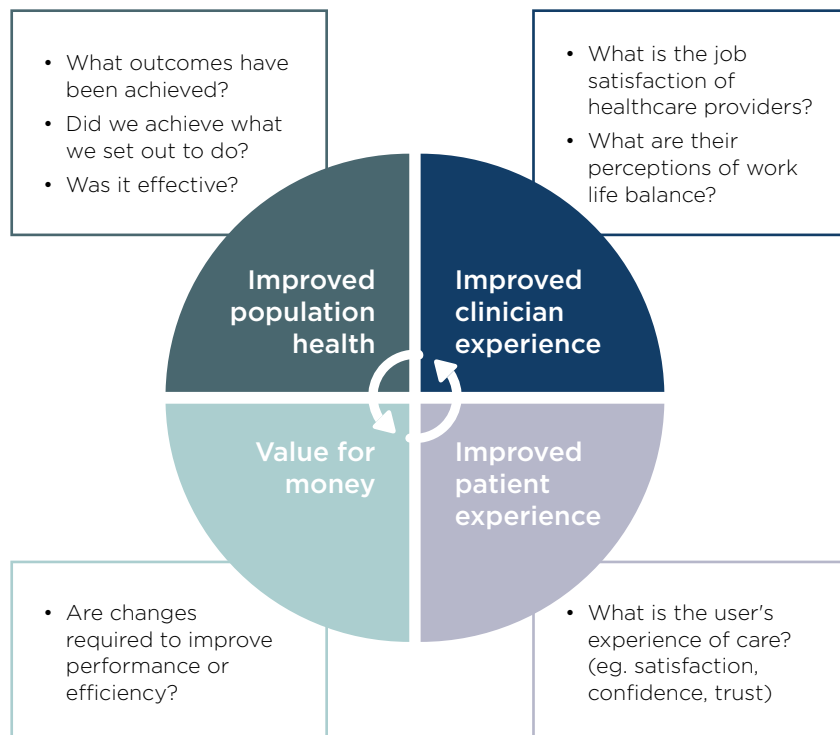 • What outcomes have
been achieved?
• Did we achieve what
we set out to do?
• Was it effective?
• What is the job
satisfaction of
healthcare providers?
• What are their
perceptions of work
life balance?
Improved
population
health
Improved
clinician
experience
Value for
money
Improved
patient
experience
• Are changes
required to improve
performance or
efficiency?
• What is the user's
experience of care?
(eg. satisfaction,
confidence, trust)